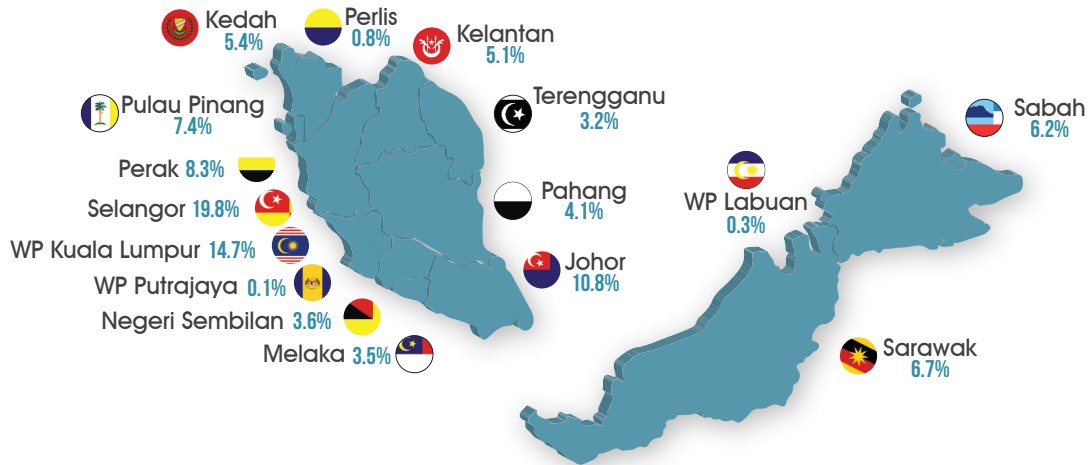 Kedah
5.4%
Perlis
0.8%
Kelantan
5.1%
Pulau Pinang
7.4%
Terengganu
3.2%
Sabah
6.2%
Perak 8.3%
WP Labuan
0.3%
Pahang
4.1%
Selangor 19.8%
WP Kuala Lumpur 14.7%
Johor
10.8%
WP Putrajaya 0.1%
Negeri Sembilan 3.6%
Melaka 3.5%
Sarawak
6.7%